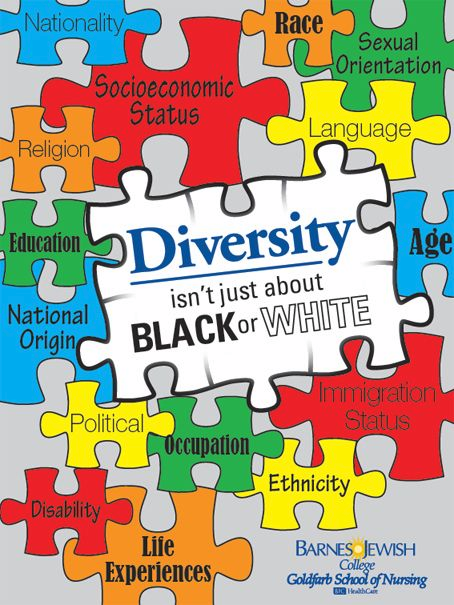 Nationality
Race
Sexual
Orientation
Socioeconomic
Status
Language
Religion
Education
Diversity
isn't just about
BLACK or WHITE
Age
National
Origin
Immigration
Status
Political
Occupation
Ethnicity
Disability
Life
Experiences
BARNES JEWISH
College
Goldfarb School of Nursing
BJC HealthCare